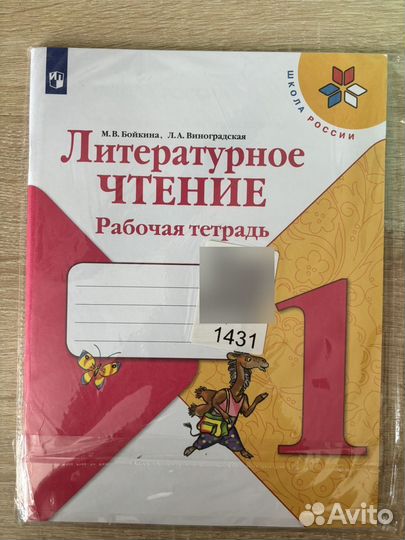 ШКОЛА РОССИИ
М.В. Бойкина, Л.А. Виноградская
Литературное
ЧТЕНИЕ
Рабочая тетрадь
1431
1
Avito